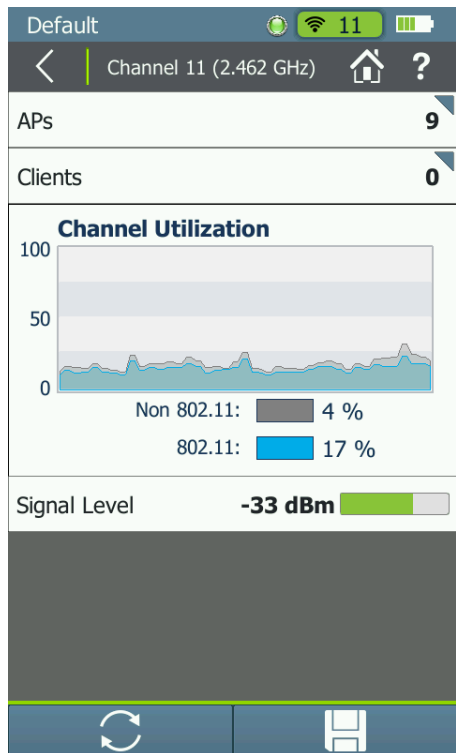 Default 11
Channel 11 (2.462 GHz) ?
APs 9
Clients 0
Channel Utilization
100
50
0
Non 802.11: 4 %
802.11: 17 %
Signal Level -33 dBm